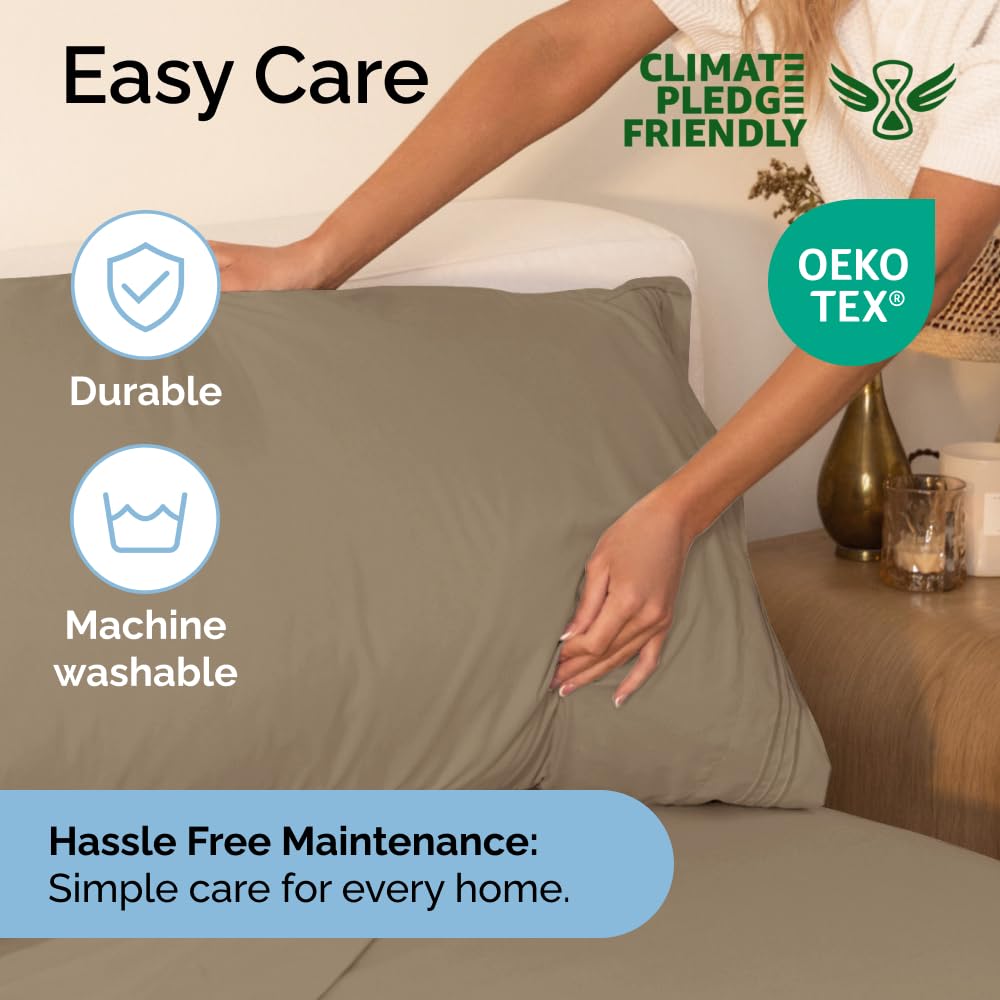 Easy Care
CLIMATE
PLEDGE
FRIENDLY
OEKO
TEX®
Durable
Machine
washable
Hassle Free Maintenance:
Simple care for every home.